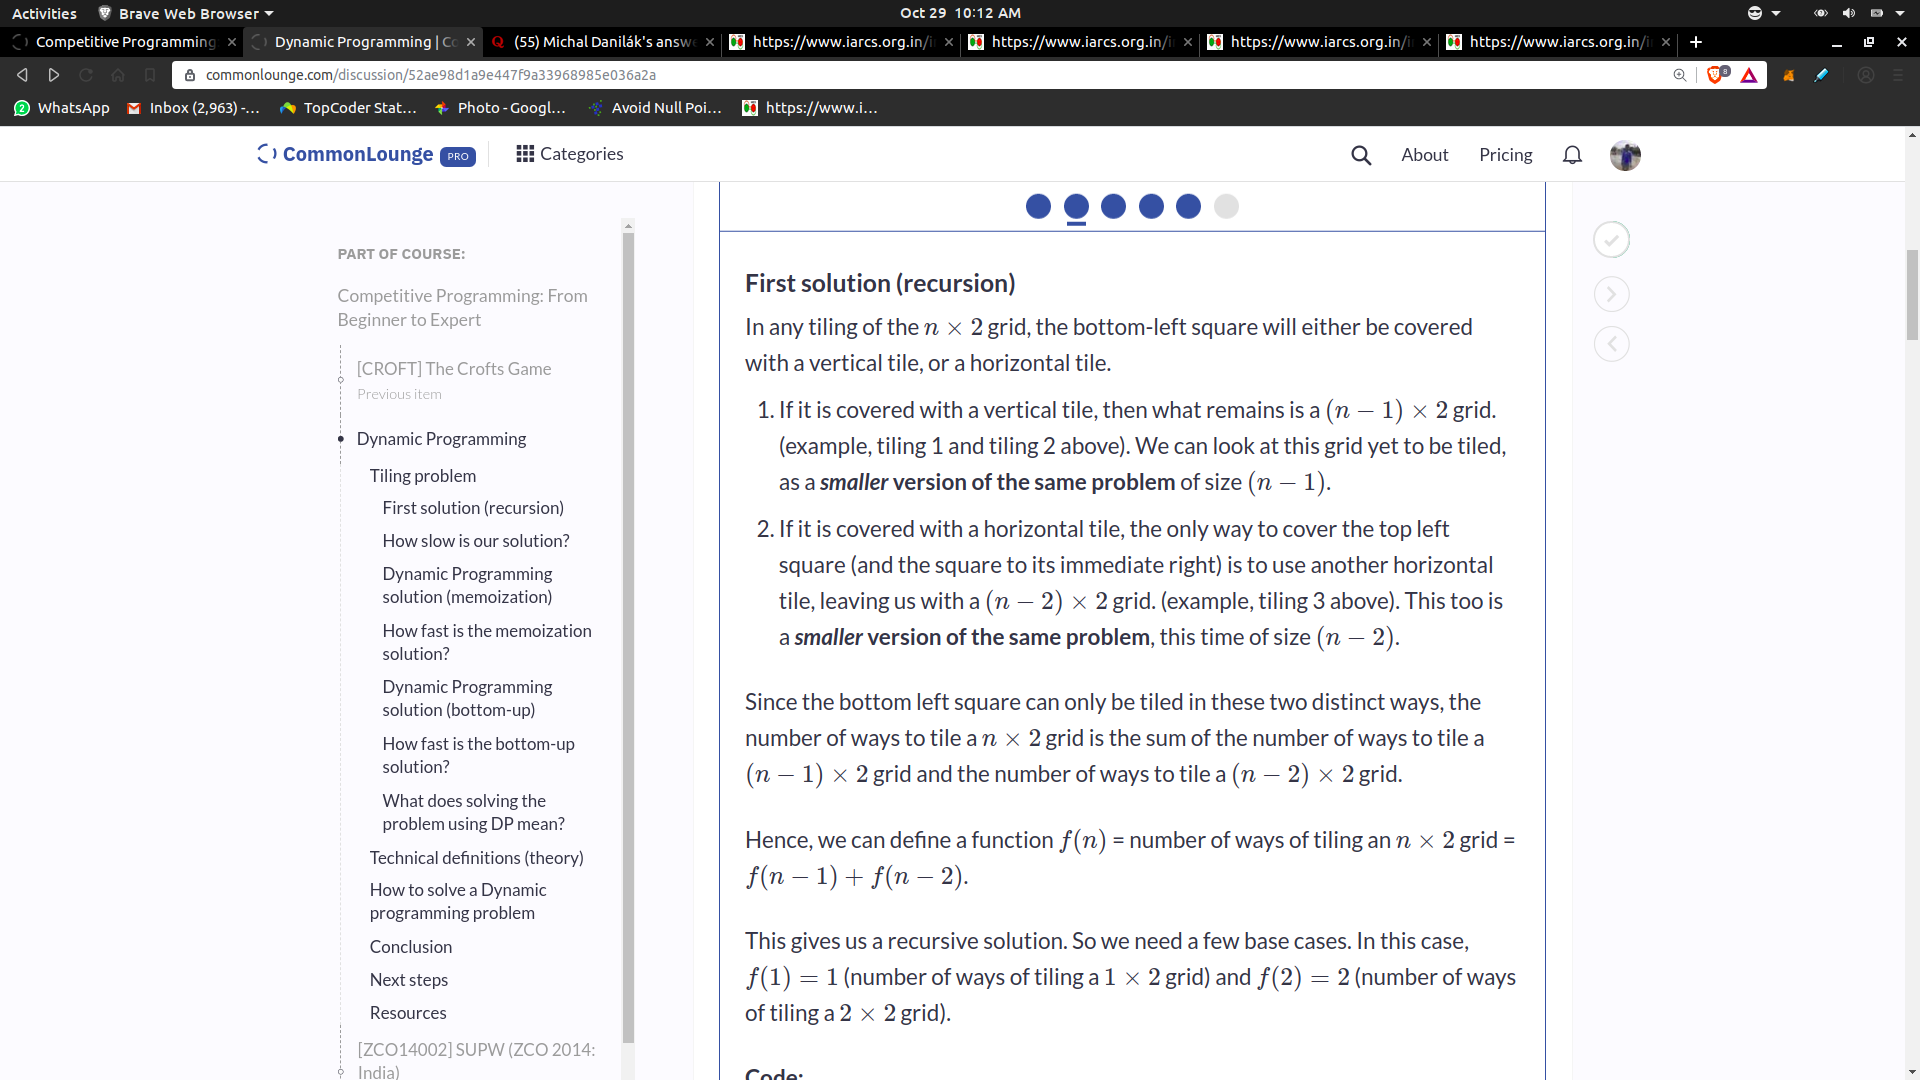 Activities Brave Web Browser Oct 29 10:12 AM
Competitive Programming Dynamic Programming | Co (55) Michal Danilák's answ https://www.iarcs.org.in/i https://www.iarcs.org.in/i https://www.iarcs.org.in/i https://www.iarcs.org.in/i
commonlounge.com/discussion/52ae98d1a9e447f9a33968985e036a2a 8
2 WhatsApp Inbox (2,963) -... TopCoder Stat... Photo - Googl... Avoid Null Poi... https://www.i...
CommonLounge PRO Categories About Pricing
PART OF COURSE:
Competitive Programming: From
Beginner to Expert
[CROFT] The Crofts Game
Previous item
Dynamic Programming
Tiling problem
First solution (recursion)
How slow is our solution?
Dynamic Programming
solution (memoization)
How fast is the memoization
solution?
Dynamic Programming
solution (bottom-up)
How fast is the bottom-up
solution?
What does solving the
problem using DP mean?
Technical definitions (theory)
How to solve a Dynamic
programming problem
Conclusion
Next steps
Resources
[ZCO14002] SUPW (ZCO 2014:
India)
First solution (recursion)
In any tiling of the n × 2 grid, the bottom-left square will either be covered
with a vertical tile, or a horizontal tile.
1. If it is covered with a vertical tile, then what remains is a (n − 1) × 2 grid.
(example, tiling 1 and tiling 2 above). We can look at this grid yet to be tiled,
as a smaller version of the same problem of size (n − 1).
2. If it is covered with a horizontal tile, the only way to cover the top left
square (and the square to its immediate right) is to use another horizontal
tile, leaving us with a (n − 2) × 2 grid. (example, tiling 3 above). This too is
a smaller version of the same problem, this time of size (n − 2).
Since the bottom left square can only be tiled in these two distinct ways, the
number of ways to tile a n × 2 grid is the sum of the number of ways to tile a
(n − 1) × 2 grid and the number of ways to tile a (n − 2) × 2 grid.
Hence, we can define a function f(n) = number of ways of tiling an n × 2 grid =
f(n − 1) + f(n − 2).
This gives us a recursive solution. So we need a few base cases. In this case,
f(1) = 1 (number of ways of tiling a 1 × 2 grid) and f(2) = 2 (number of ways
of tiling a 2 × 2 grid).
Code: